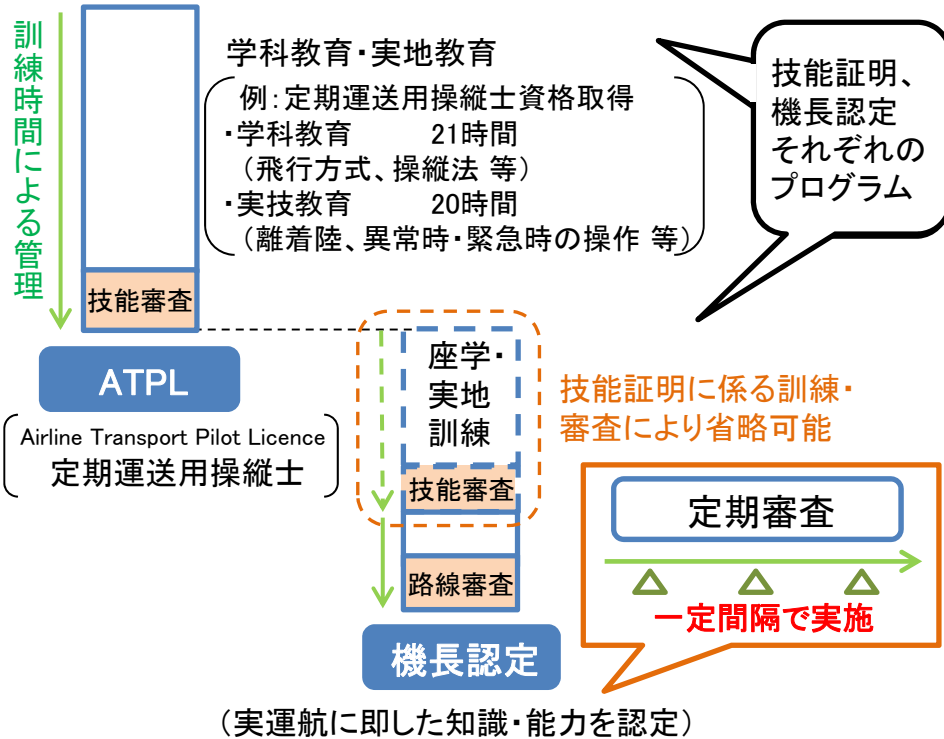 訓練時間による管理
学科教育・実地教育
例：定期運送用操縦士資格取得
・学科教育　21時間
（飛行方式、操縦法 等）
・実技教育　20時間
（離着陸、異常時・緊急時の操作 等）
技能証明、
機長認定
それぞれの
プログラム
技能審査
ATPL
Airline Transport Pilot Licence
定期運送用操縦士
座学・
実地
訓練
技能審査
路線審査
技能証明に係る訓練・
審査により省略可能
定期審査
一定間隔で実施
機長認定
（実運航に即した知識・能力を認定）